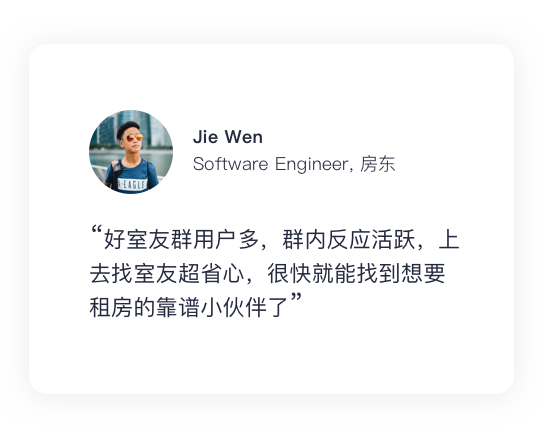 Jie Wen
Software Engineer, 房东
“好室友群用户多，群内反应活跃，上
去找室友超省心，很快就能找到想要
租房的靠谱小伙伴了”